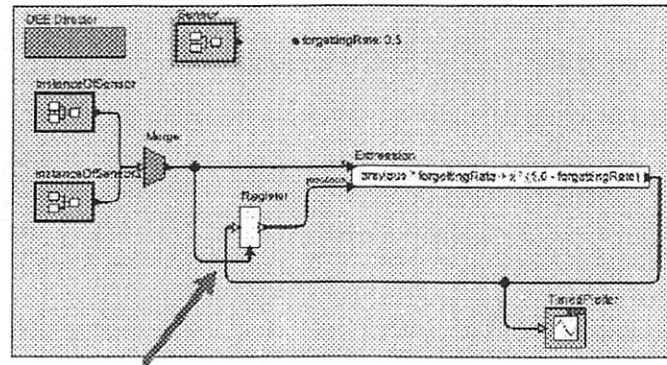 DEE Director
Sensor
forgettingRate: 0.5
InstanceOfSensor
InstanceOfSensor2
Merge
Expression
previous
previous * forgettingRate + x * (1.0 - forgettingRate)
Register
TimedPlotter